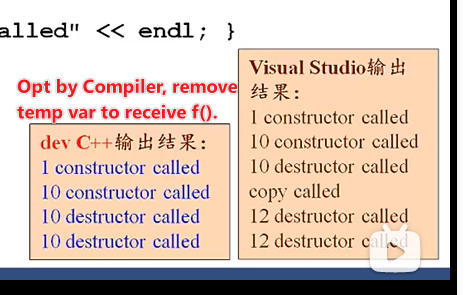 alled" << endl; }
Opt by Compiler, remove
temp var to receive f().
dev C++输出结果：
1 constructor called
10 constructor called
10 destructor called
10 destructor called
Visual Studio输出
结果：
1 constructor called
10 constructor called
10 destructor called
copy called
12 destructor called
12 destructor called